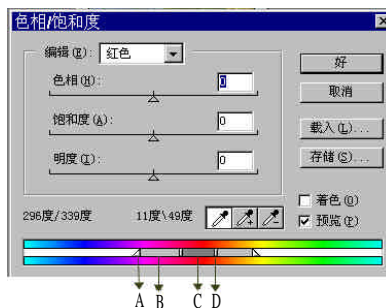 色相/饱和度
编辑(E): 红色
好
色相(H): 0
取消
饱和度(A): 0
载入(L)...
明度(I): 0
存储(S)...
着色(O)
296度/339度 11度\49度
预览(P)
A B C D